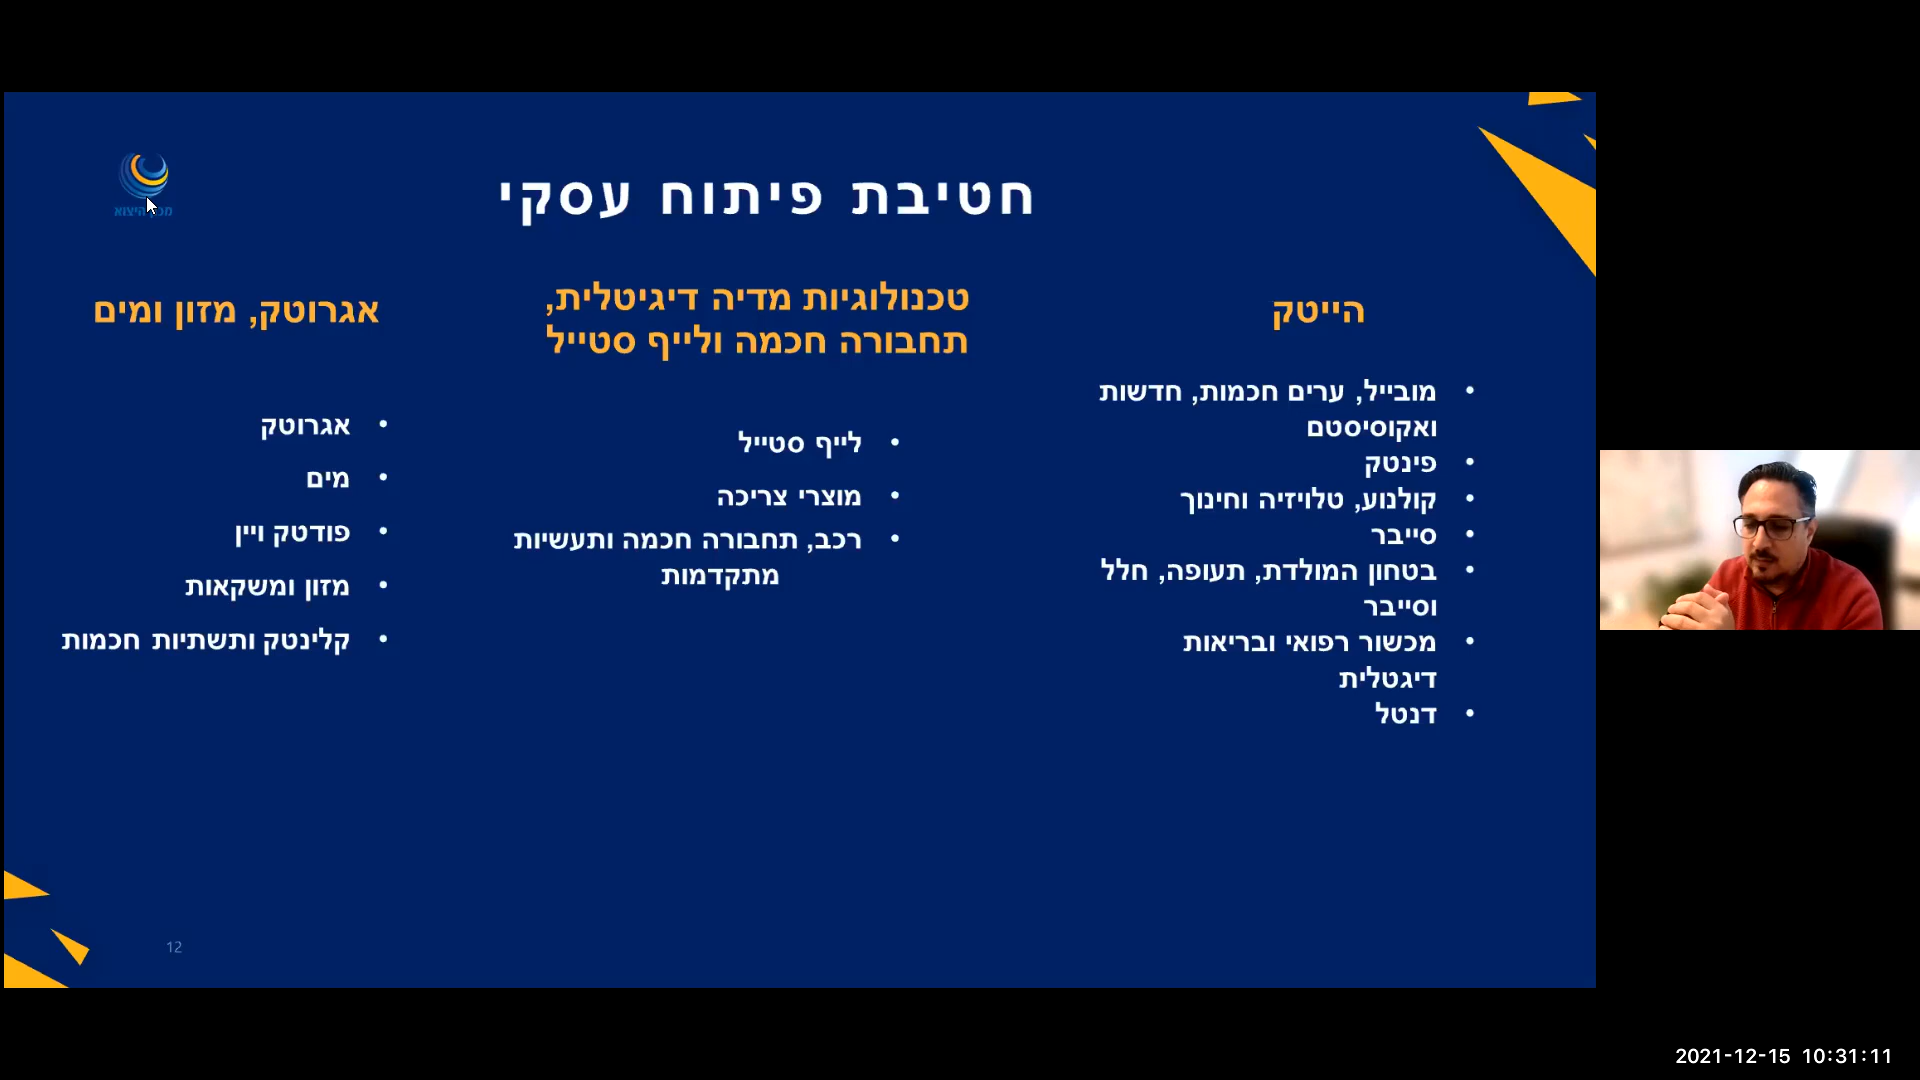 מכון היצוא
חטיבת פיתוח עסקי
הייטק
• מובייל, ערים חכמות, חדשות
ואקוסיסטם
• פינטק
• קולנוע, טלויזיה וחינוך
• סייבר
• בטחון המולדת, תעופה, חלל
וסייבר
• מכשור רפואי ובריאות
דיגטלית
• דנטל
טכנולוגיות מדיה דיגיטלית,
תחבורה חכמה ולייף סטייל
• לייף סטייל
• מוצרי צריכה
• רכב, תחבורה חכמה ותעשיות
מתקדמות
אגרוטק, מזון ומים
• אגרוטק
• מים
• פודטק ויין
• מזון ומשקאות
• קלינטק ותשתיות חכמות
12
2021-12-15 10:31:11